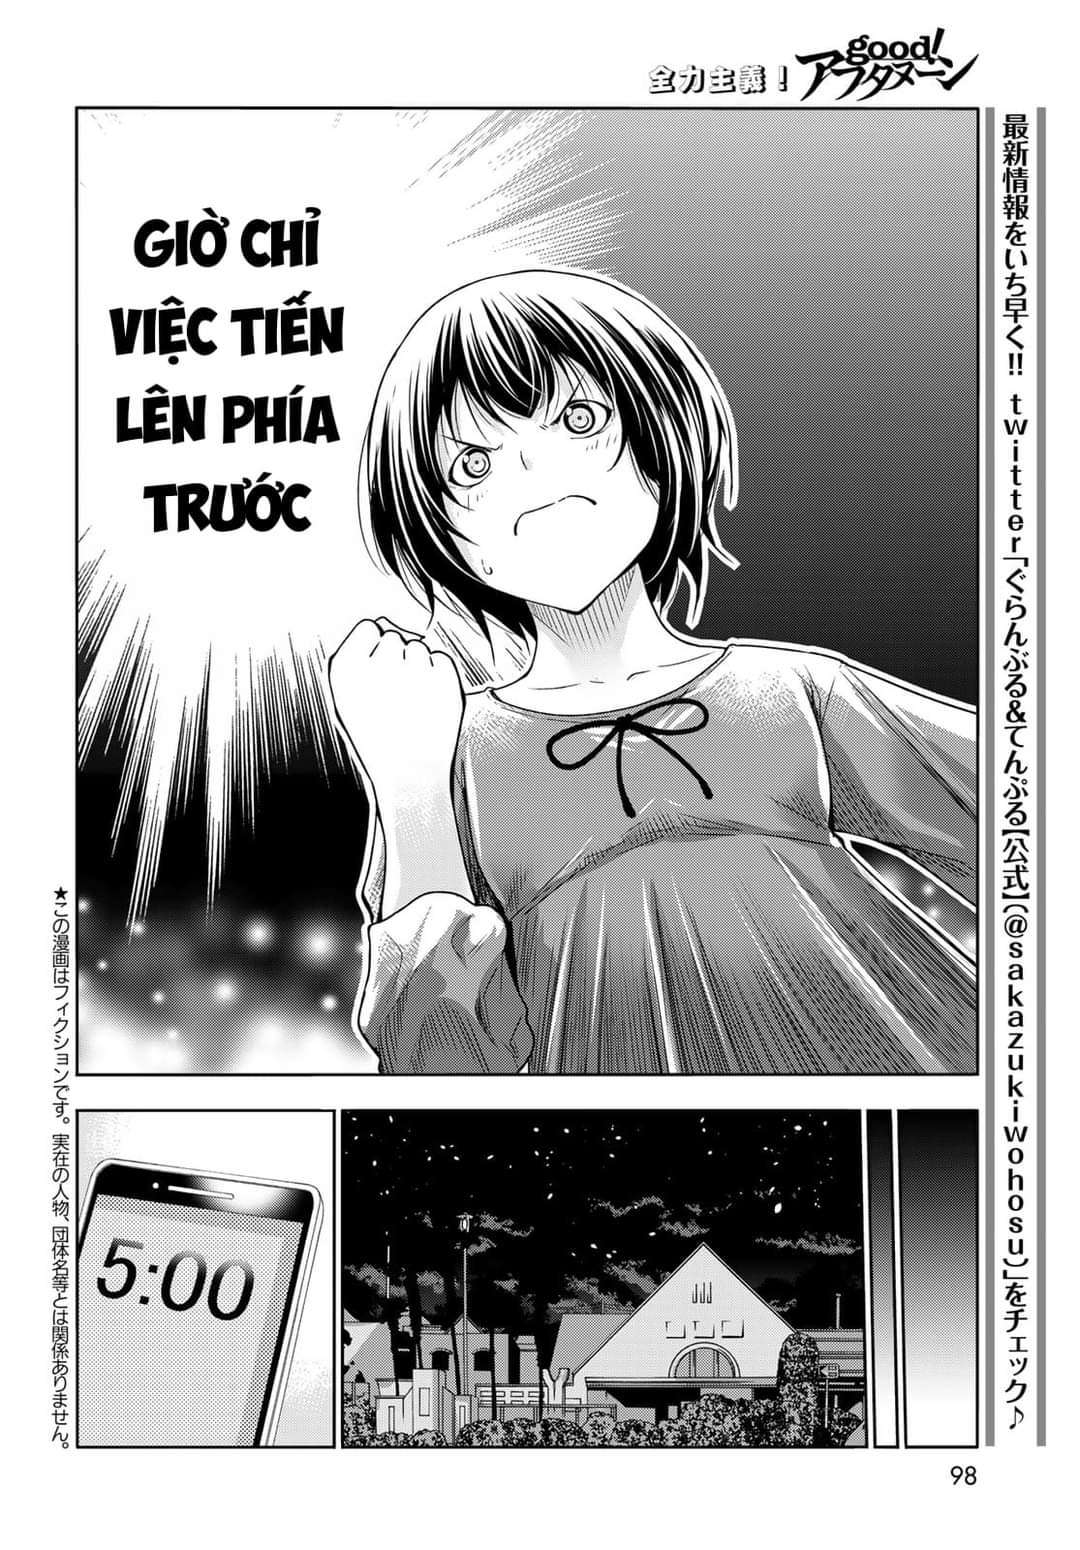 good!
全力主義！アフタヌーン
GIỜ CHỈ
VIỆC TIẾN
LÊN PHÍA
TRƯỚC
最新情報をいち早く!! twitter「ぐらんぶる&てんぷる【公式】(@sakazukiwohosu)」をチェック♪
★この漫画はフィクションです。実在の人物、団体名等とは関係ありません。
5:00
98